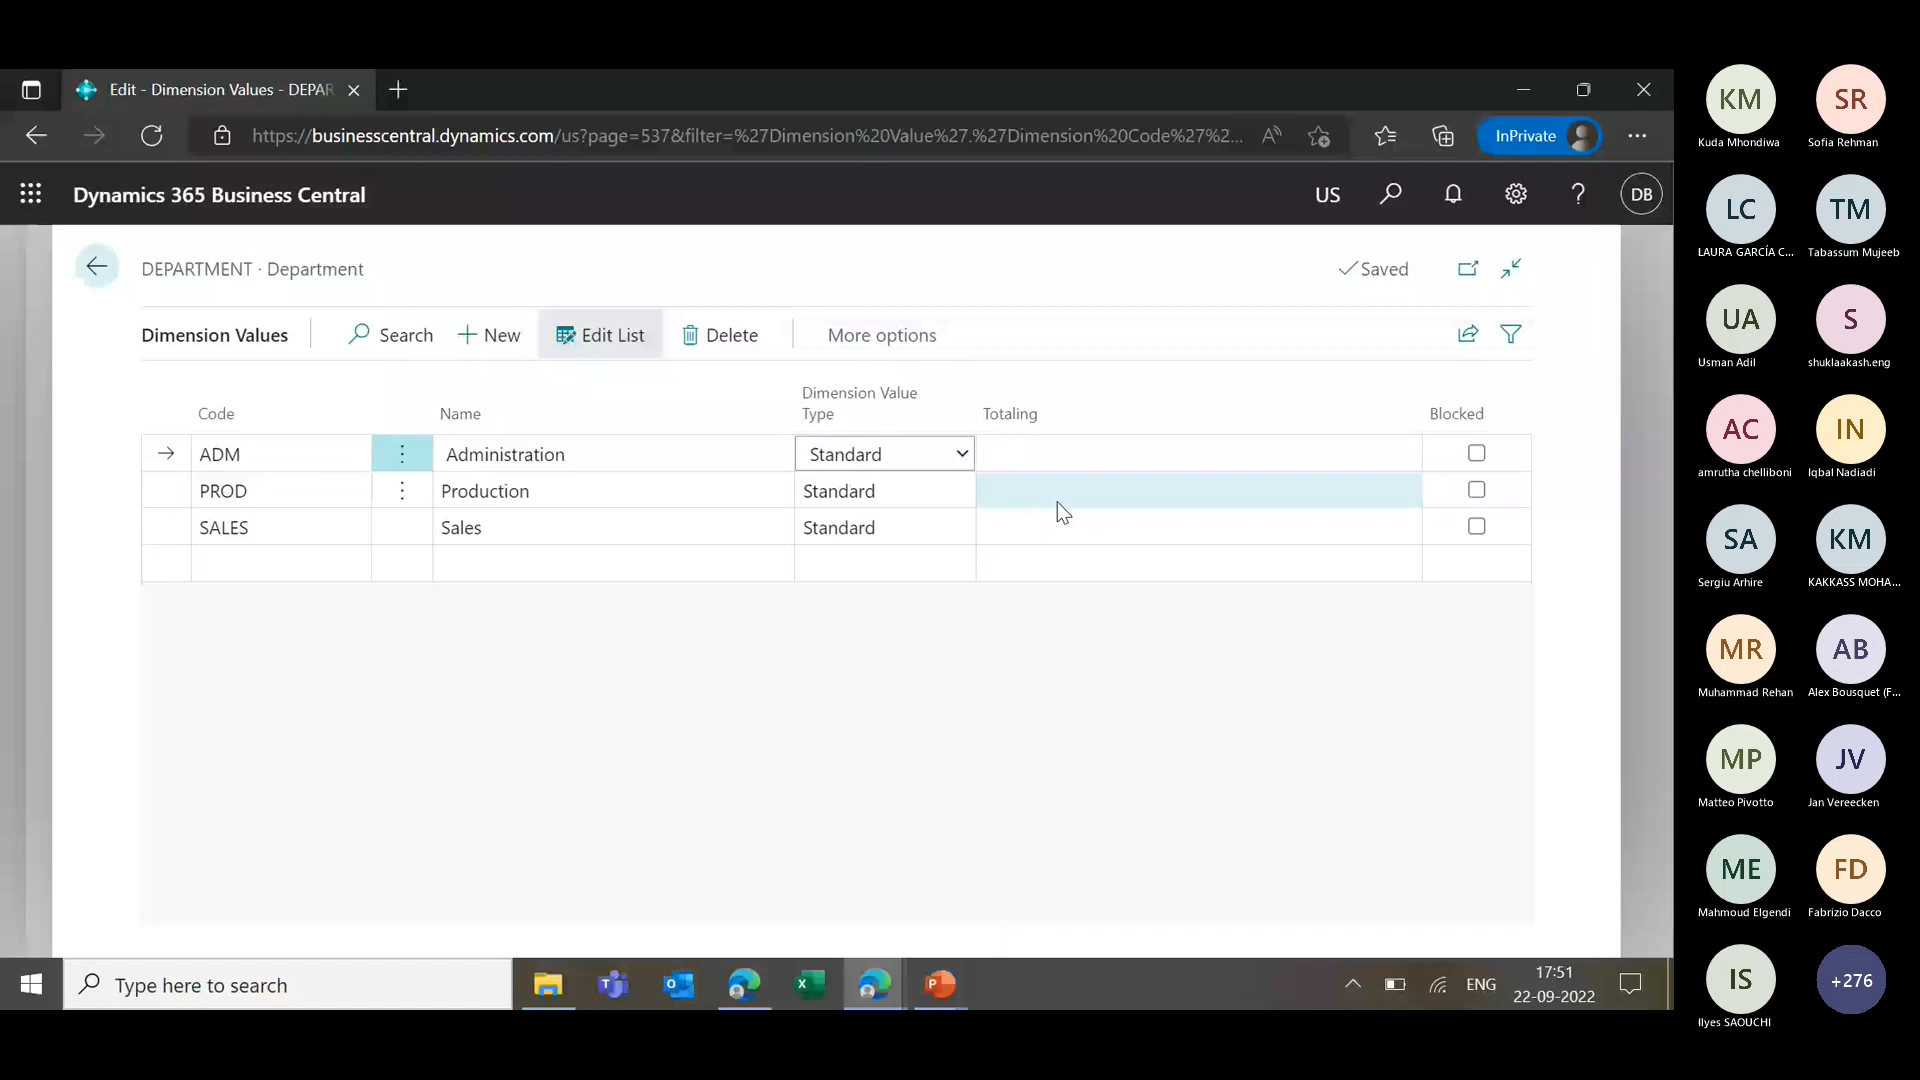 Edit - Dimension Values - DEPAR
https://businesscentral.dynamics.com/us?page=537&filter=%27Dimension%20Value%27.%27Dimension%20Code%27%2...
InPrivate
Dynamics 365 Business Central
US
DB
DEPARTMENT · Department
Saved
Dimension Values
Search
New
Edit List
Delete
More options
Code
Name
Dimension Value
Type
Totaling
Blocked
ADM
Administration
Standard
PROD
Production
Standard
SALES
Sales
Standard
Type here to search
ENG
17:51
22-09-2022
KM
Kuda Mhondiwa
SR
Sofia Rehman
LC
LAURA GARCÍA C...
TM
Tabassum Mujeeb
UA
Usman Adil
S
shuklaakash.eng
AC
amrutha chelliboni
IN
Iqbal Nadiadi
SA
Sergiu Arhire
KM
KAKKASS MOHA...
MR
Muhammad Rehan
AB
Alex Bousquet (F...
MP
Matteo Pivotto
JV
Jan Vereecken
ME
Mahmoud Elgendi
FD
Fabrizio Dacco
IS
Ilyes SAOUCHI
+276